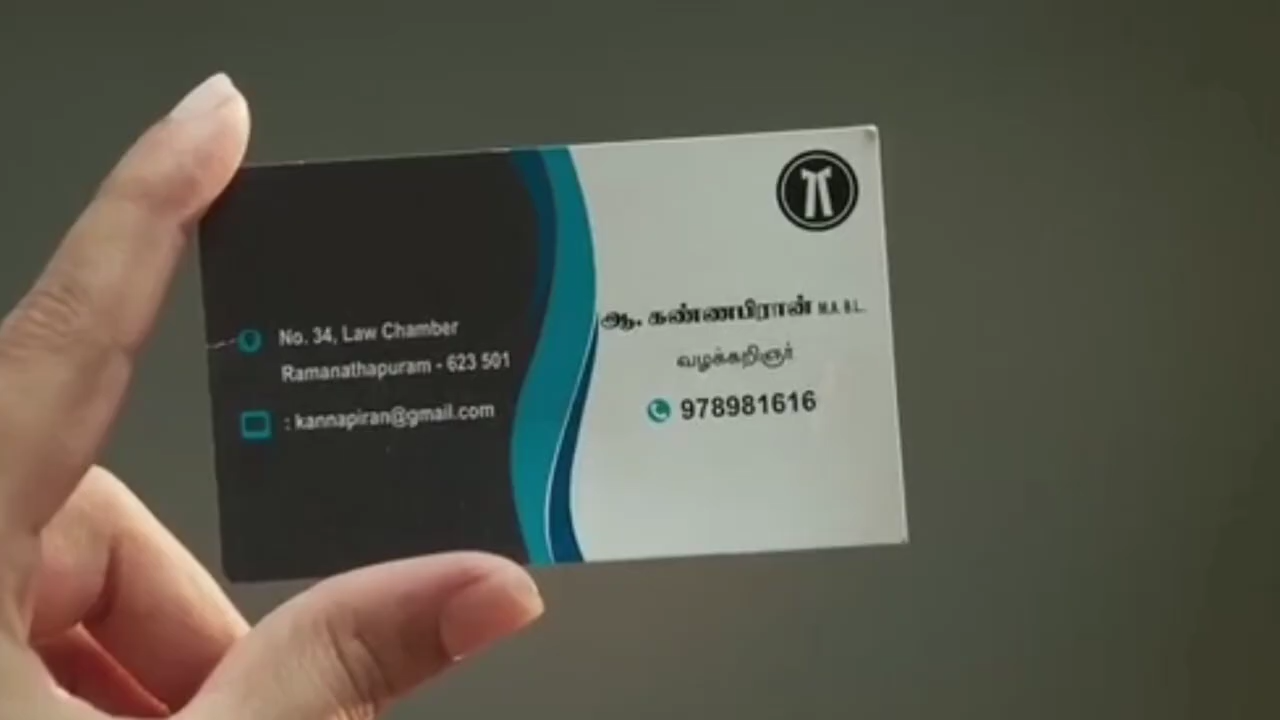 No. 34, Law Chamber
Ramanathapuram - 623 501
: kannapiran@gmail.com
ஆ. கண்ணபிரான் M.A. B.L.
வழக்கறிஞர்
978981616